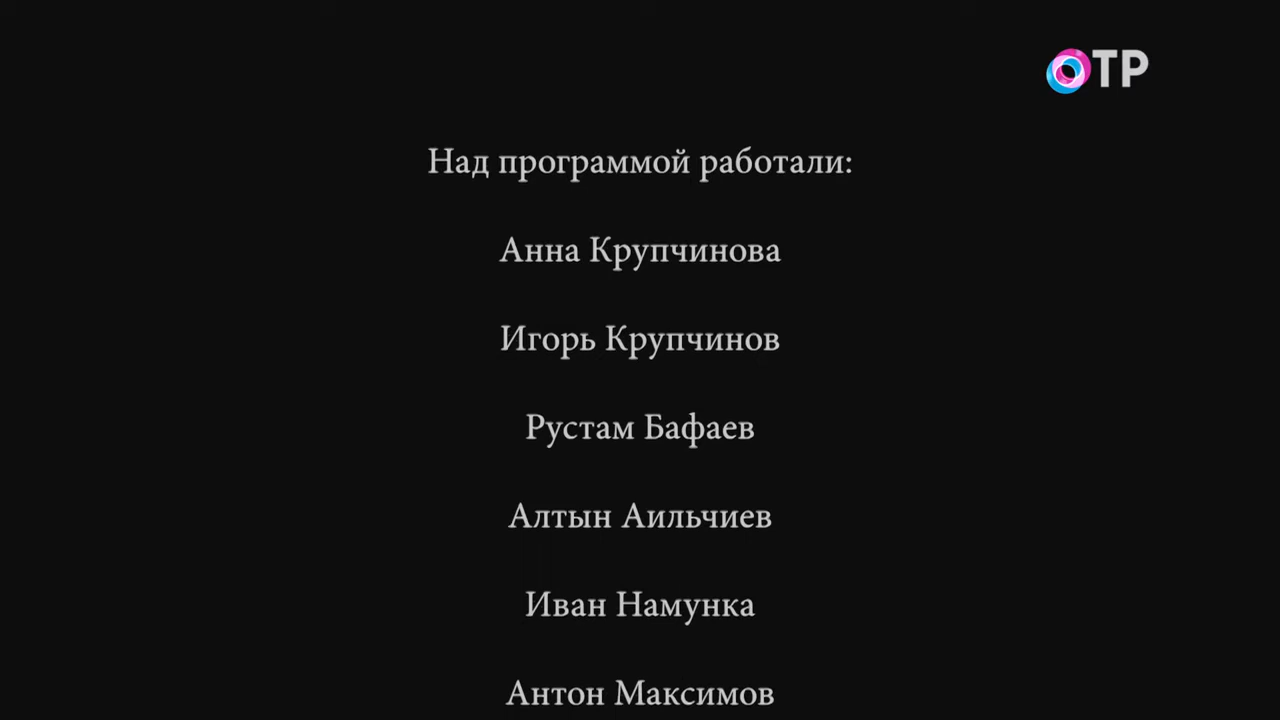 ОТР
Над программой работали:
Анна Крупчинова
Игорь Крупчинов
Рустам Бафаев
Алтын Аильчиев
Иван Намунка
Антон Максимов